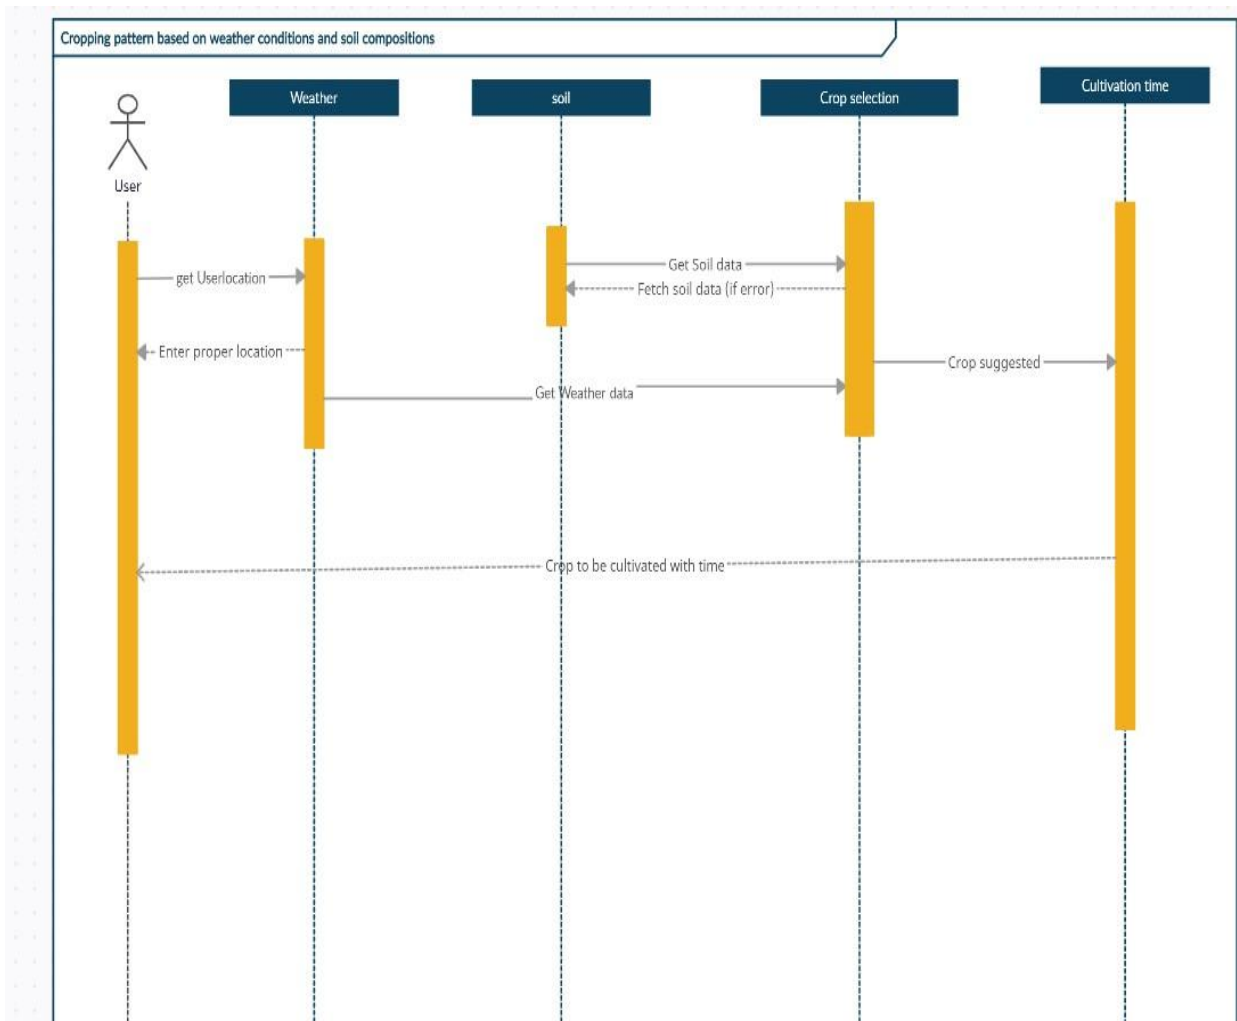 Cropping pattern based on weather conditions and soil compositions
Weather
soil
Crop selection
Cultivation time
User
get Userlocation
Get Soil data
Fetch soil data (if error)
Enter proper location
Crop suggested
Get Weather data
Crop to be cultivated with time